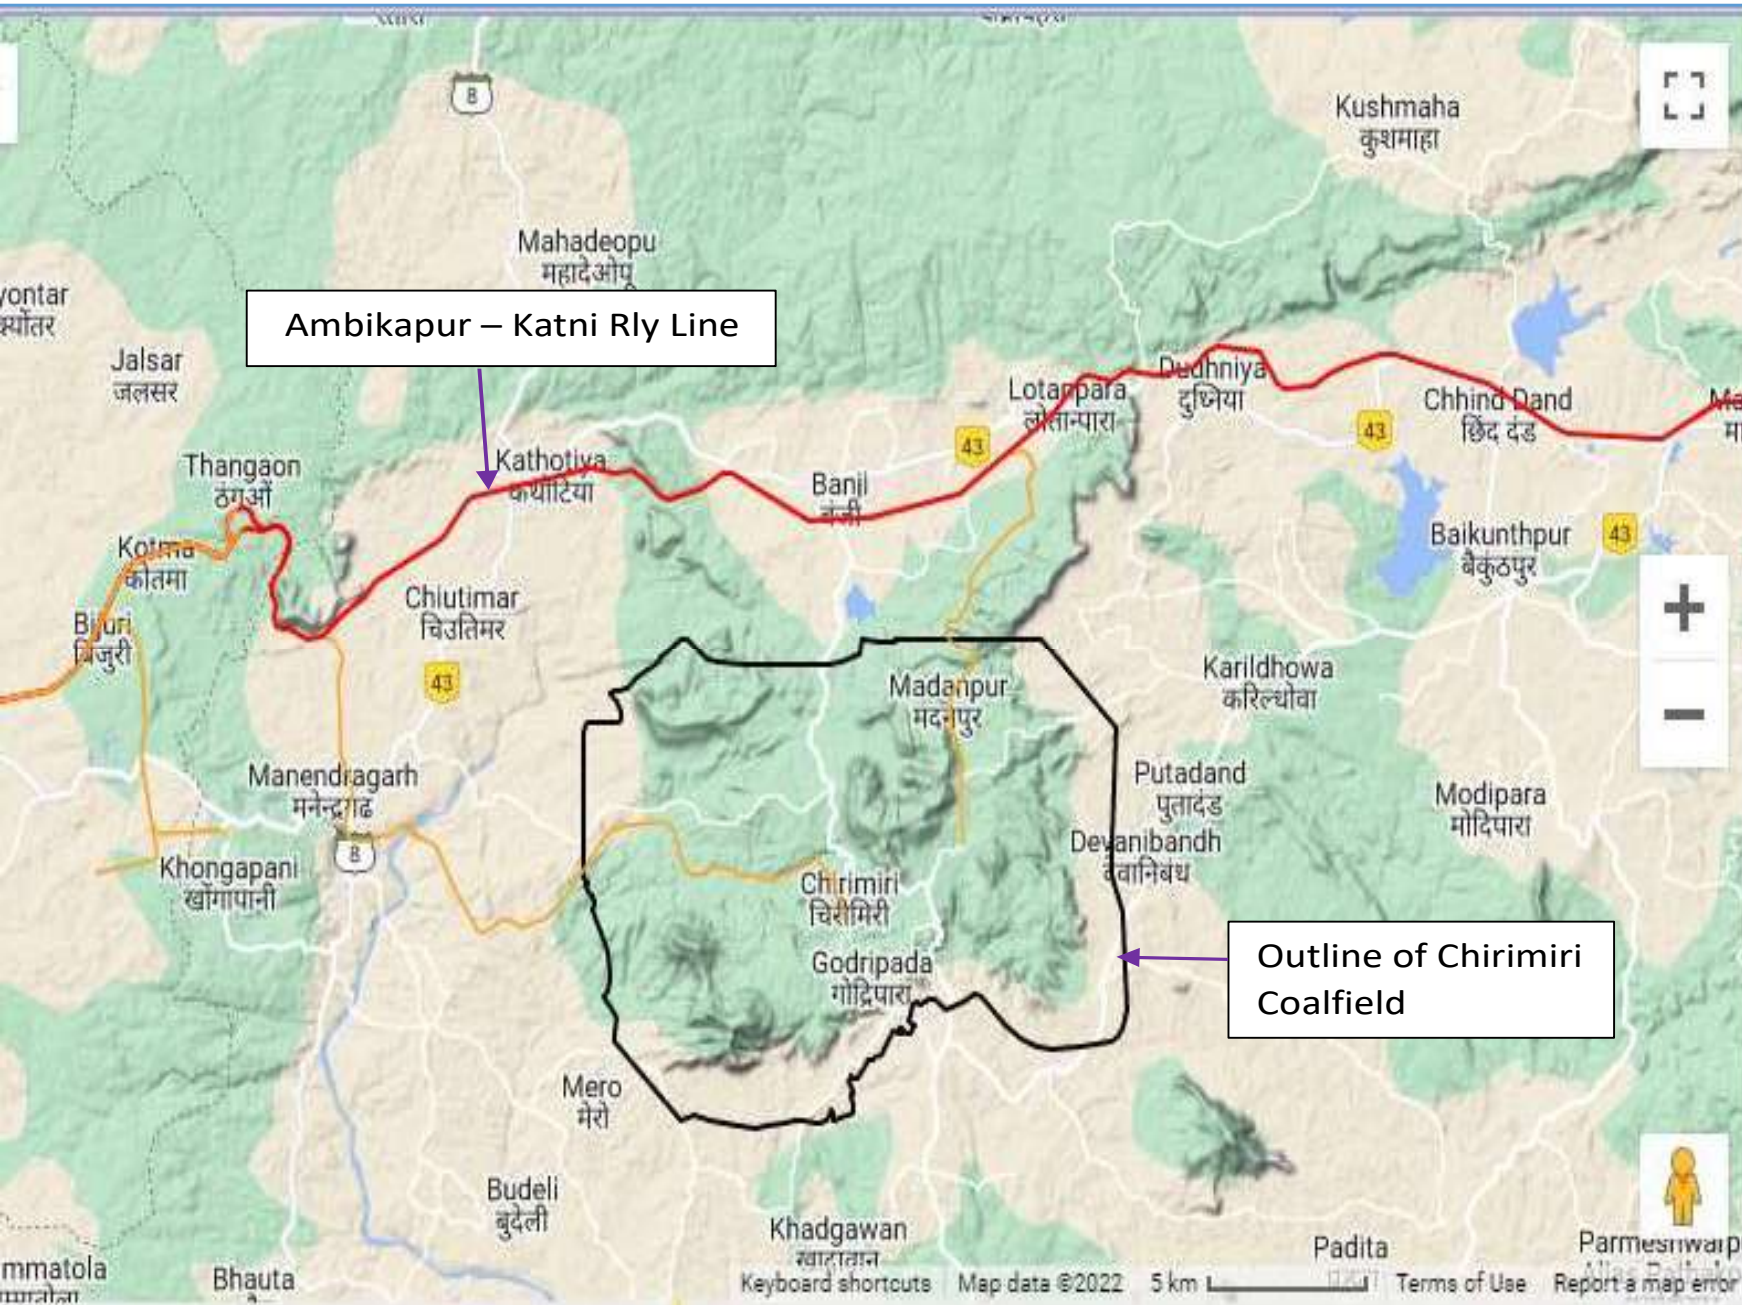 8
Kushmaha
कुशमाहा
Mahadeopu
महादेओपू
Ambikapur – Katni Rly Line
Jalsar
जलसर
Dudhniya
दुध्निया
Lotanpara
लोतान्पारा
Chhind Dand
छिंद दंड
43
43
Thangaon
ठंगओं
Kathotiya
कथोटिया
Banji
बंजी
Kotma
कोतमा
Baikunthpur
बैकुंठपुर
43
Chiutimar
चिउतिमर
Bijuri
बिजुरी
43
Karildhowa
करिल्धोवा
Madanpur
मदनपुर
Manendragarh
मनेन्द्रगढ
Putadand
पुतादंड
Modipara
मोदिपारा
8
Devanibandh
देवानिबंध
Khongapani
खोंगापानी
Chirimiri
चिरीमिरी
Outline of Chirimiri
Coalfield
Godripada
गोद्रिपारा
Mero
मेरो
Budeli
बुदेली
Khadgawan
Padita
Bhauta
Keyboard shortcuts Map data ©2022 5 km Terms of Use Report a map error